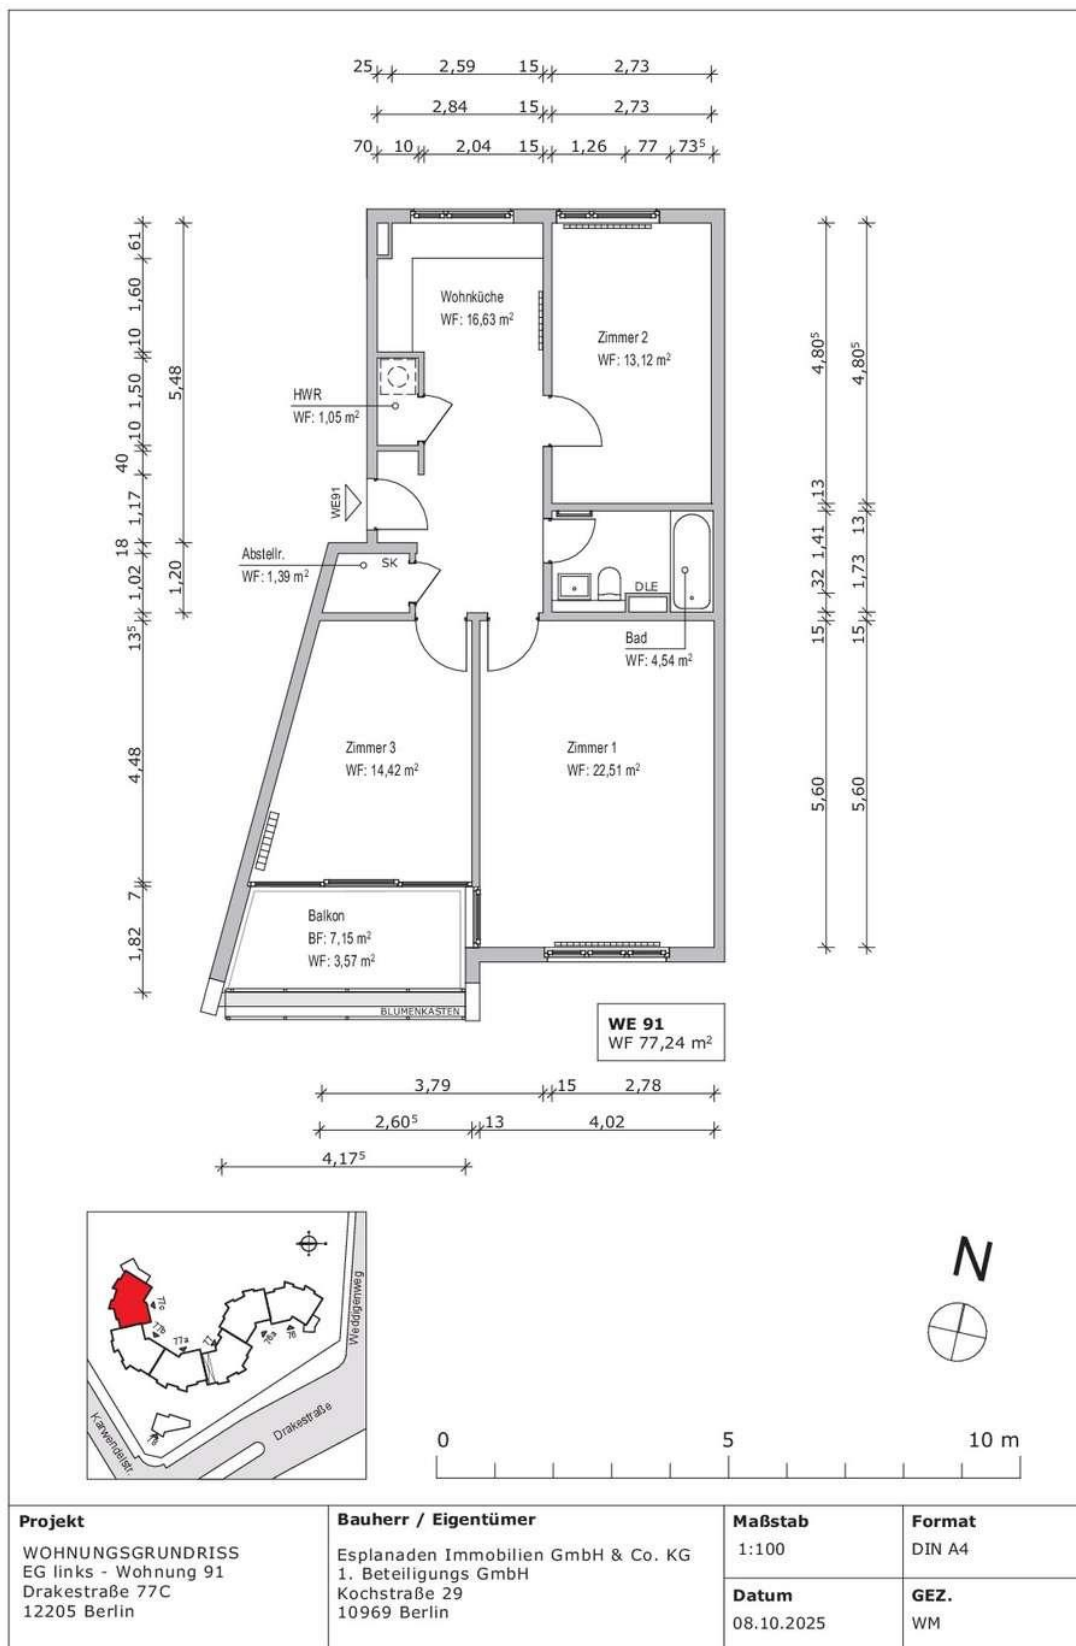 25 2,59 15 2,73
2,84 15 2,73
70 10 2,04 15 1,26 77 73⁵
61
1,60
10
1,50
10
40
1,17
18
1,02
13⁵
4,48
7
1,82
5,48
1,20
4,80⁵
13
1,41
32
15
5,60
4,80⁵
13
1,73
15
5,60
Wohnküche
WF: 16,63 m²
Zimmer 2
WF: 13,12 m²
HWR
WF: 1,05 m²
WE91
Abstellr.
WF: 1,39 m²
SK
DLE
Bad
WF: 4,54 m²
Zimmer 3
WF: 14,42 m²
Zimmer 1
WF: 22,51 m²
Balkon
BF: 7,15 m²
WF: 3,57 m²
BLUMENKASTEN
WE 91
WF 77,24 m²
3,79 15 2,78
2,60⁵ 13 4,02
4,17⁵
77c
77b
77a
77
Weddigenweg
Drakestraße
Karwendelstr.
N
0 5 10 m
Projekt
WOHNUNGSGRUNDRISS
EG links - Wohnung 91
Drakestraße 77C
12205 Berlin
Bauherr / Eigentümer
Esplanaden Immobilien GmbH & Co. KG
1. Beteiligungs GmbH
Kochstraße 29
10969 Berlin
Maßstab
1:100
Format
DIN A4
Datum
08.10.2025
GEZ.
WM